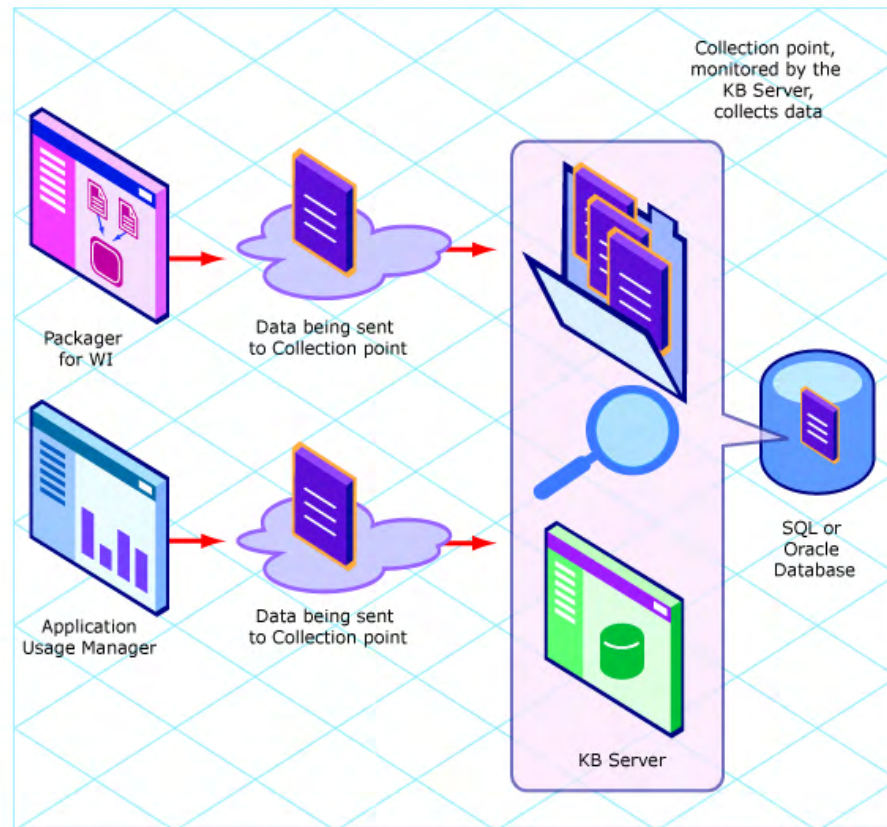 Collection point,
monitored by the
KB Server,
collects data
Packager
for WI
Data being sent
to Collection point
Application
Usage Manager
Data being sent
to Collection point
KB Server
SQL or
Oracle
Database